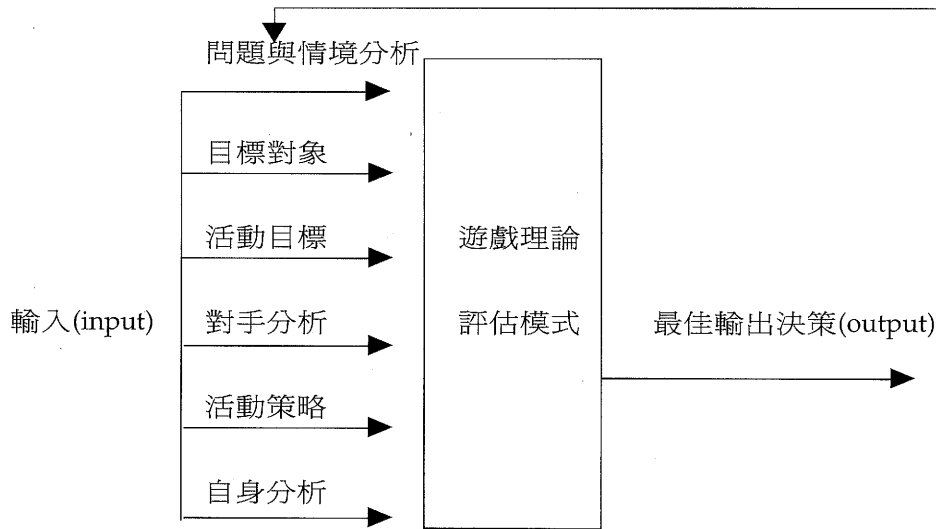 問題與情境分析
目標對象
活動目標
遊戲理論
輸入(input)
對手分析
評估模式
最佳輸出決策(output)
活動策略
自身分析